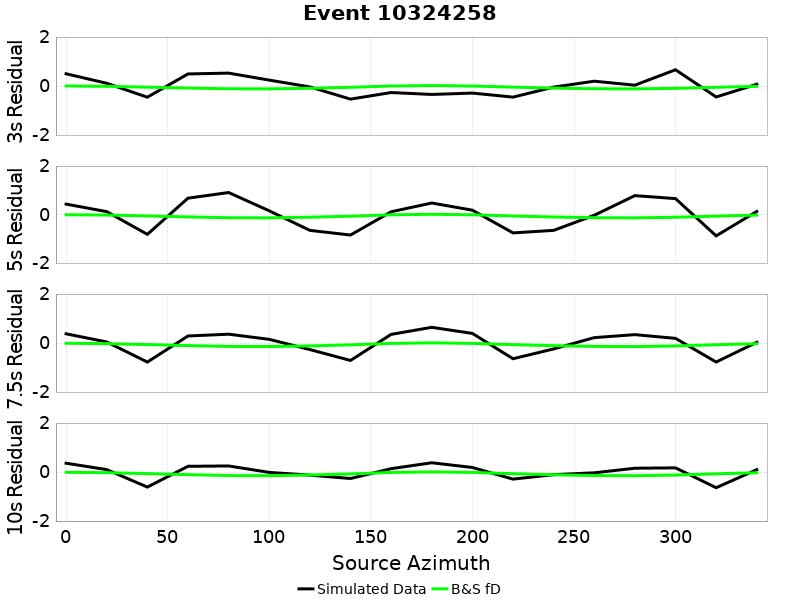 Event 10324258
3s Residual
2
0
-2
5s Residual
2
0
-2
7.5s Residual
2
0
-2
10s Residual
2
0
-2
0 50 100 150 200 250 300
Source Azimuth
Simulated Data B&S fD